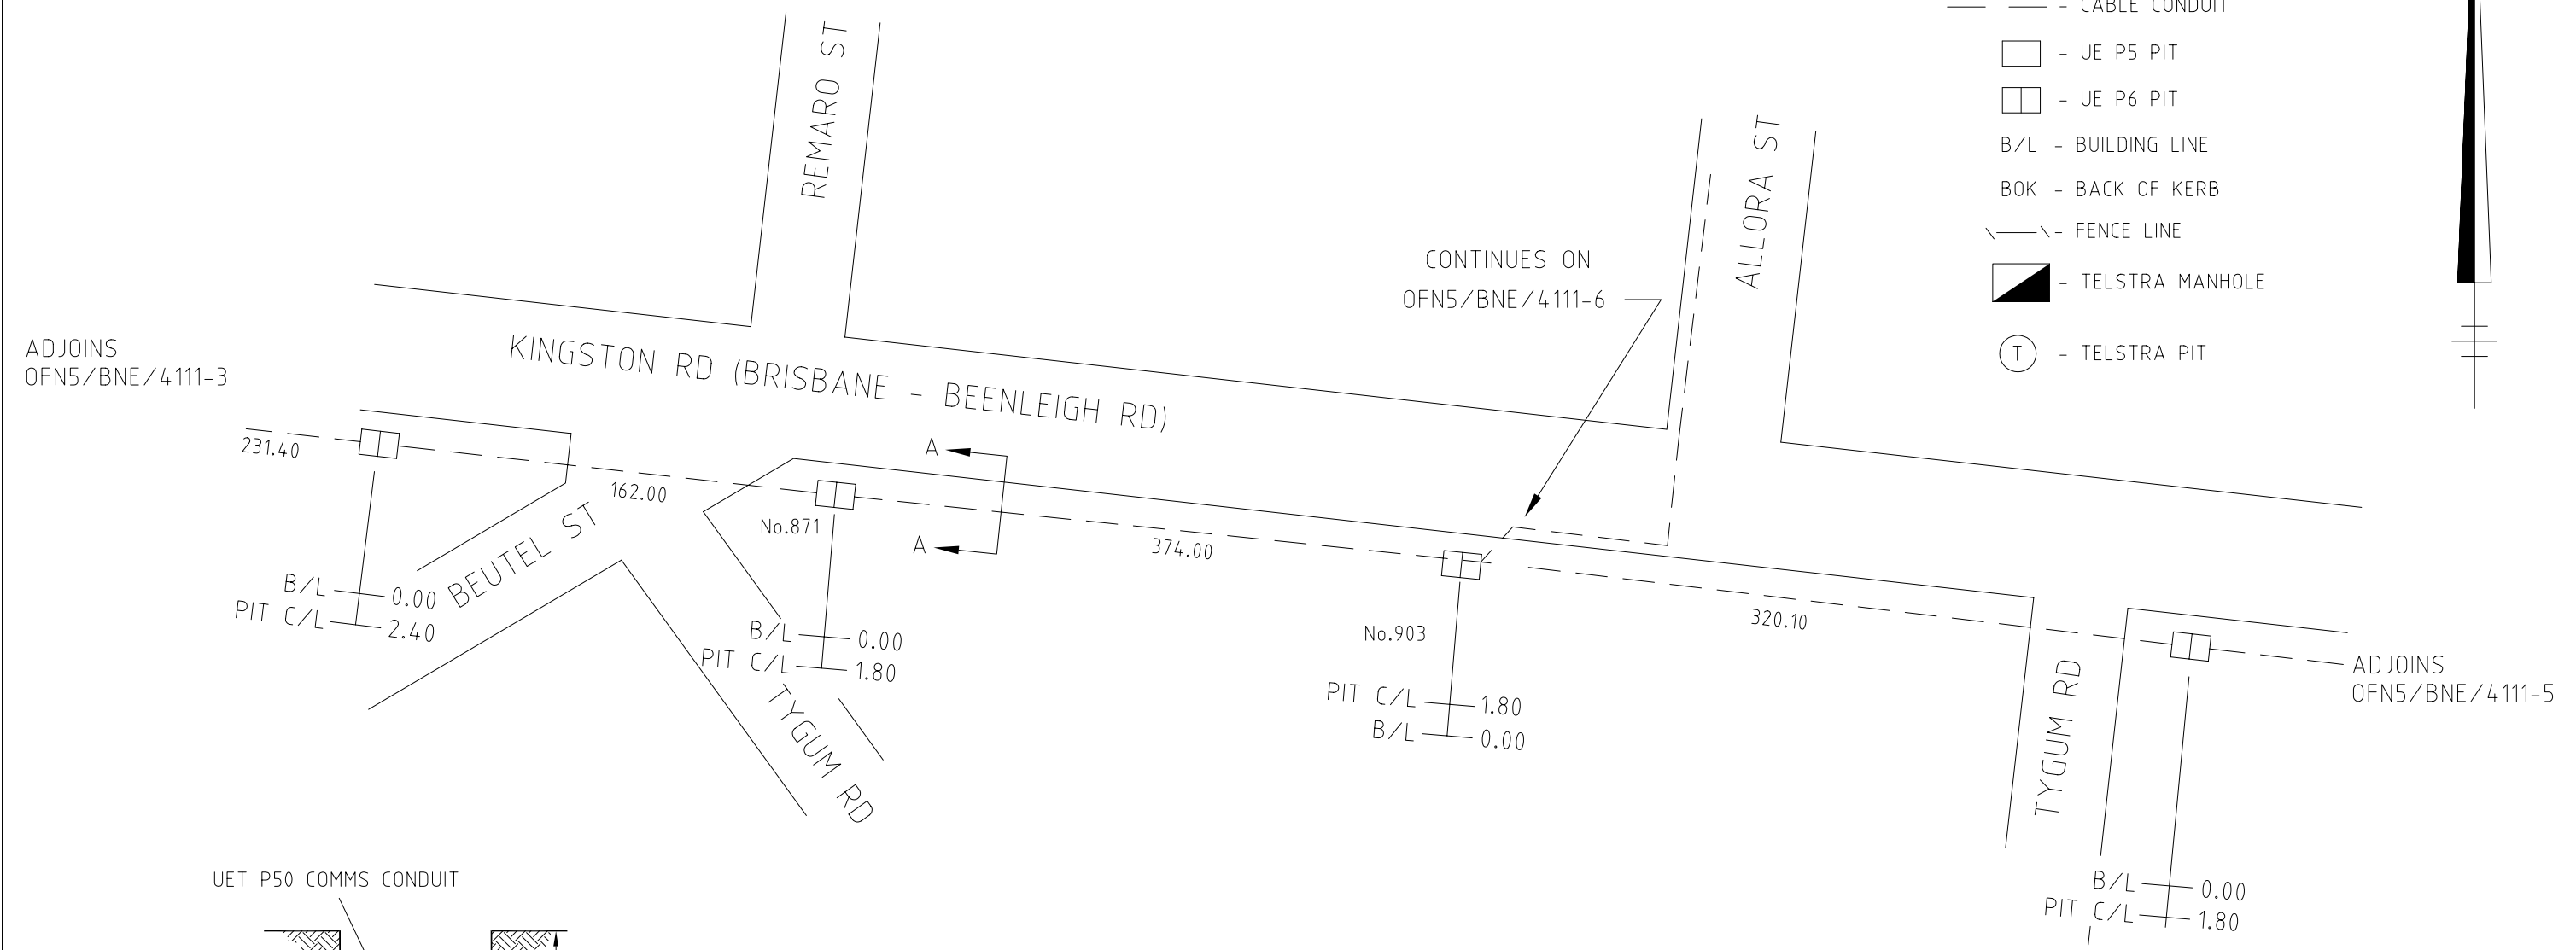 CABLE CONDUIT
- UE P5 PIT
- UE P6 PIT
B/L - BUILDING LINE
BOK - BACK OF KERB
- FENCE LINE
- TELSTRA MANHOLE
T - TELSTRA PIT
REMARO ST
ALLORA ST
CONTINUES ON
OFN5/BNE/4111-6
ADJOINS
OFN5/BNE/4111-3
KINGSTON RD (BRISBANE - BEENLEIGH RD)
231.40
162.00
A
A
No.871
374.00
BEUTEL ST
B/L 0.00
PIT C/L 2.40
B/L 0.00
PIT C/L 1.80
TYGUM RD
No.903
320.10
PIT C/L 1.80
B/L 0.00
TYGUM RD
ADJOINS
OFN5/BNE/4111-5
B/L 0.00
PIT C/L 1.80
UET P50 COMMS CONDUIT